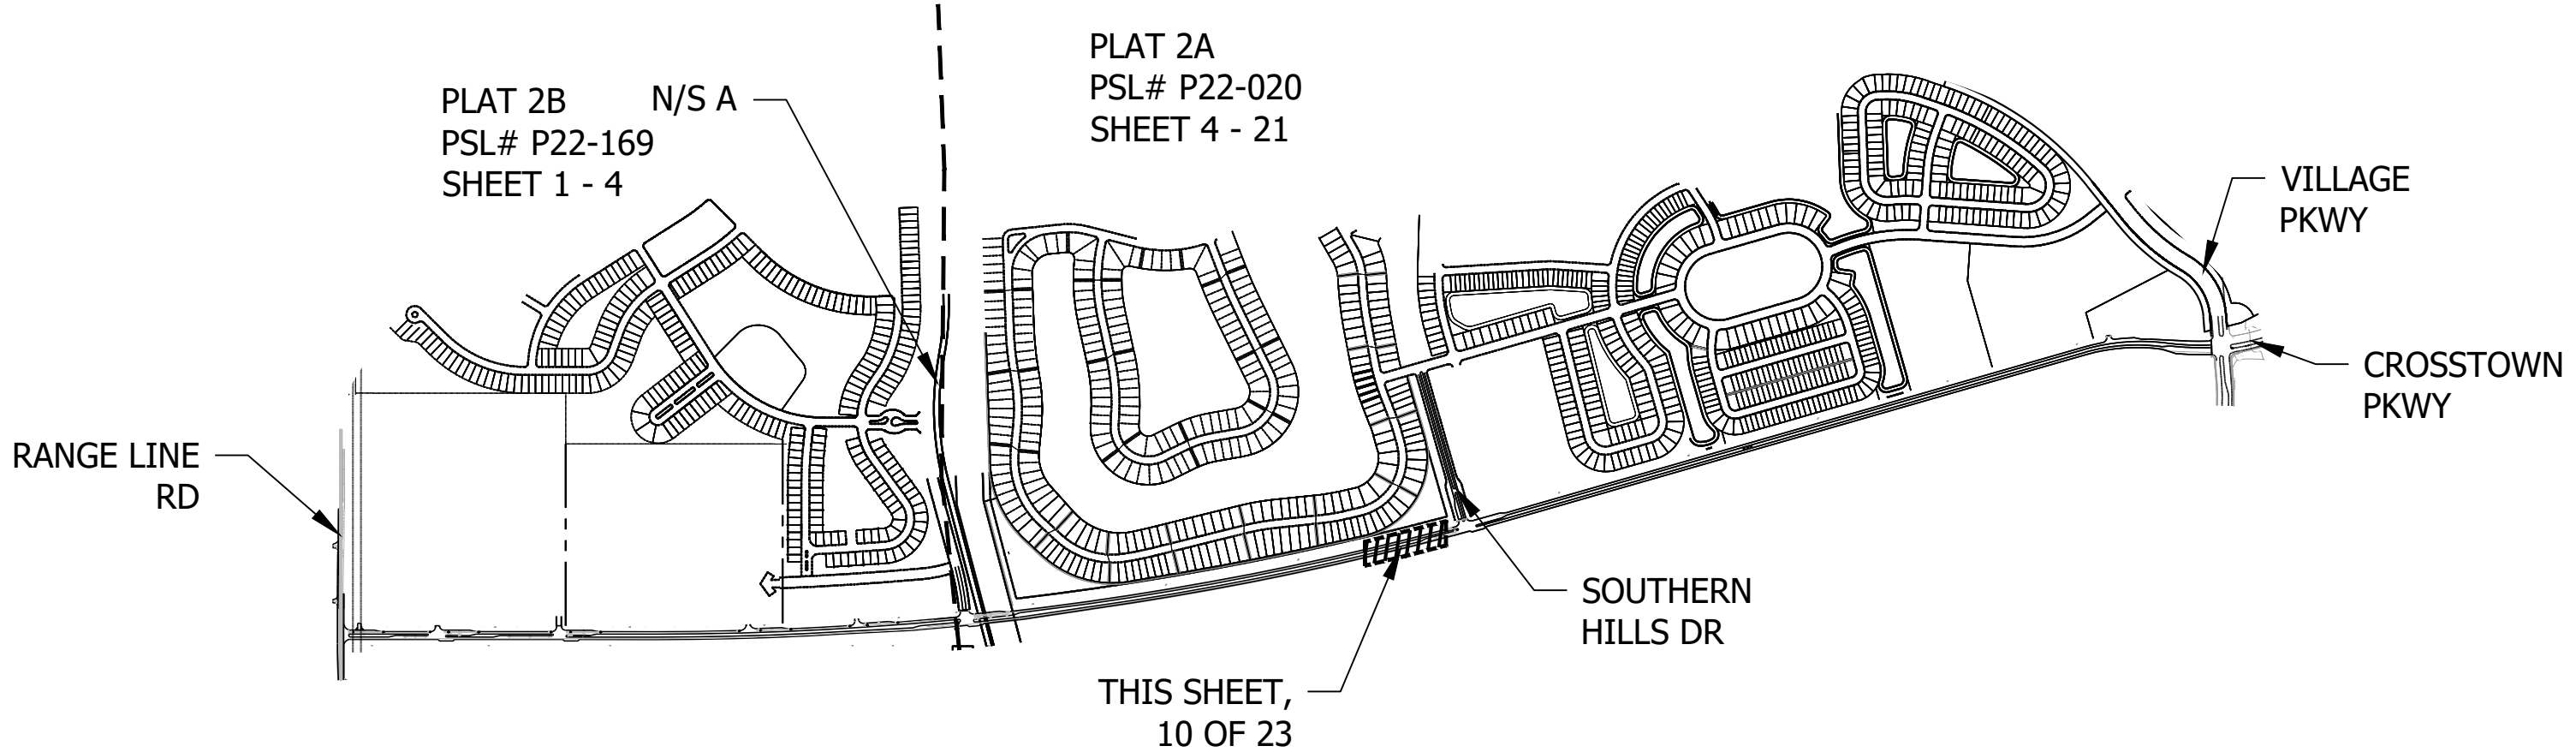 PLAT 2A
PSL# P22-020
SHEET 4 - 21
PLAT 2B
PSL# P22-169
SHEET 1 - 4
N/S A
VILLAGE
PKWY
CROSSTOWN
PKWY
RANGE LINE
RD
SOUTHERN
HILLS DR
THIS SHEET,
10 OF 23